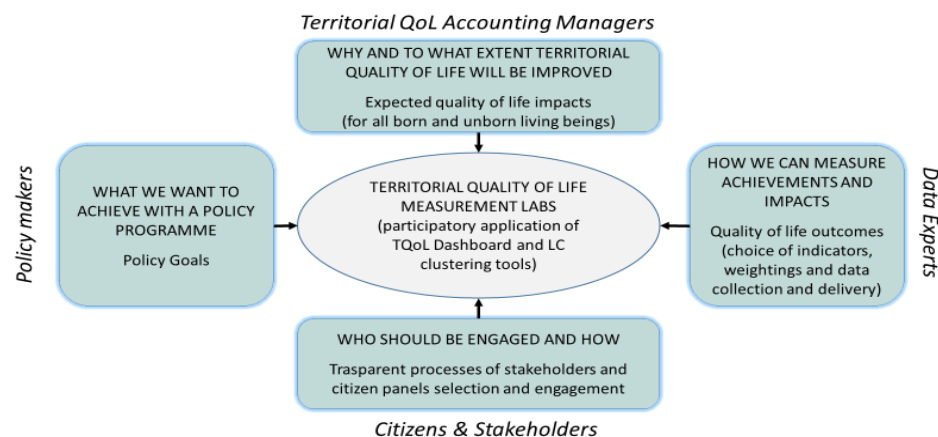 Territorial QoL Accounting Managers
WHY AND TO WHAT EXTENT TERRITORIAL
QUALITY OF LIFE WILL BE IMPROVED
Expected quality of life impacts
(for all born and unborn living beings)
Policy makers
WHAT WE WANT TO
ACHIEVE WITH A POLICY
PROGRAMME
Policy Goals
TERRITORIAL QUALITY OF LIFE
MEASUREMENT LABS
(participatory application of
TQoL Dashboard and LC
clustering tools)
HOW WE CAN MEASURE
ACHIEVEMENTS AND
IMPACTS
Quality of life outcomes
(choice of indicators,
weightings and data
collection and delivery)
Data Experts
WHO SHOULD BE ENGAGED AND HOW
Trasparent processes of stakeholders and
citizen panels selection and engagement
Citizens & Stakeholders